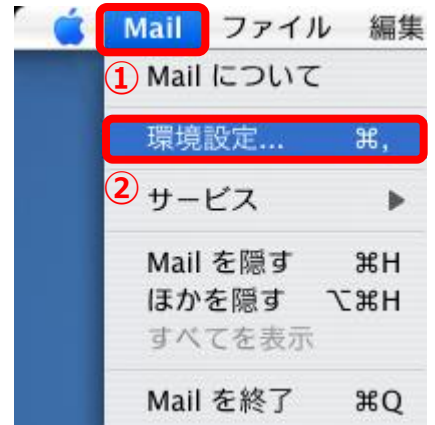 Mail ファイル 編集
① Mail について
環境設定... ⌘,
② サービス ▶
Mail を隠す ⌘H
ほかを隠す ⌥⌘H
すべてを表示
Mail を終了 ⌘Q